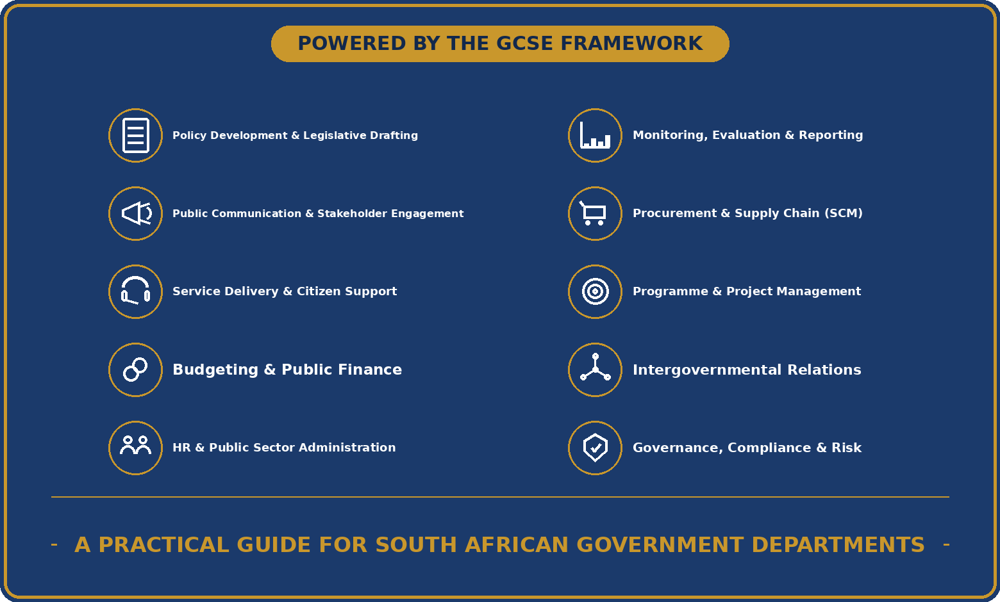 POWERED BY THE GCSE FRAMEWORK
Policy Development & Legislative Drafting
Monitoring, Evaluation & Reporting
Public Communication & Stakeholder Engagement
Procurement & Supply Chain (SCM)
Service Delivery & Citizen Support
Programme & Project Management
Budgeting & Public Finance
Intergovernmental Relations
HR & Public Sector Administration
Governance, Compliance & Risk
- A PRACTICAL GUIDE FOR SOUTH AFRICAN GOVERNMENT DEPARTMENTS -